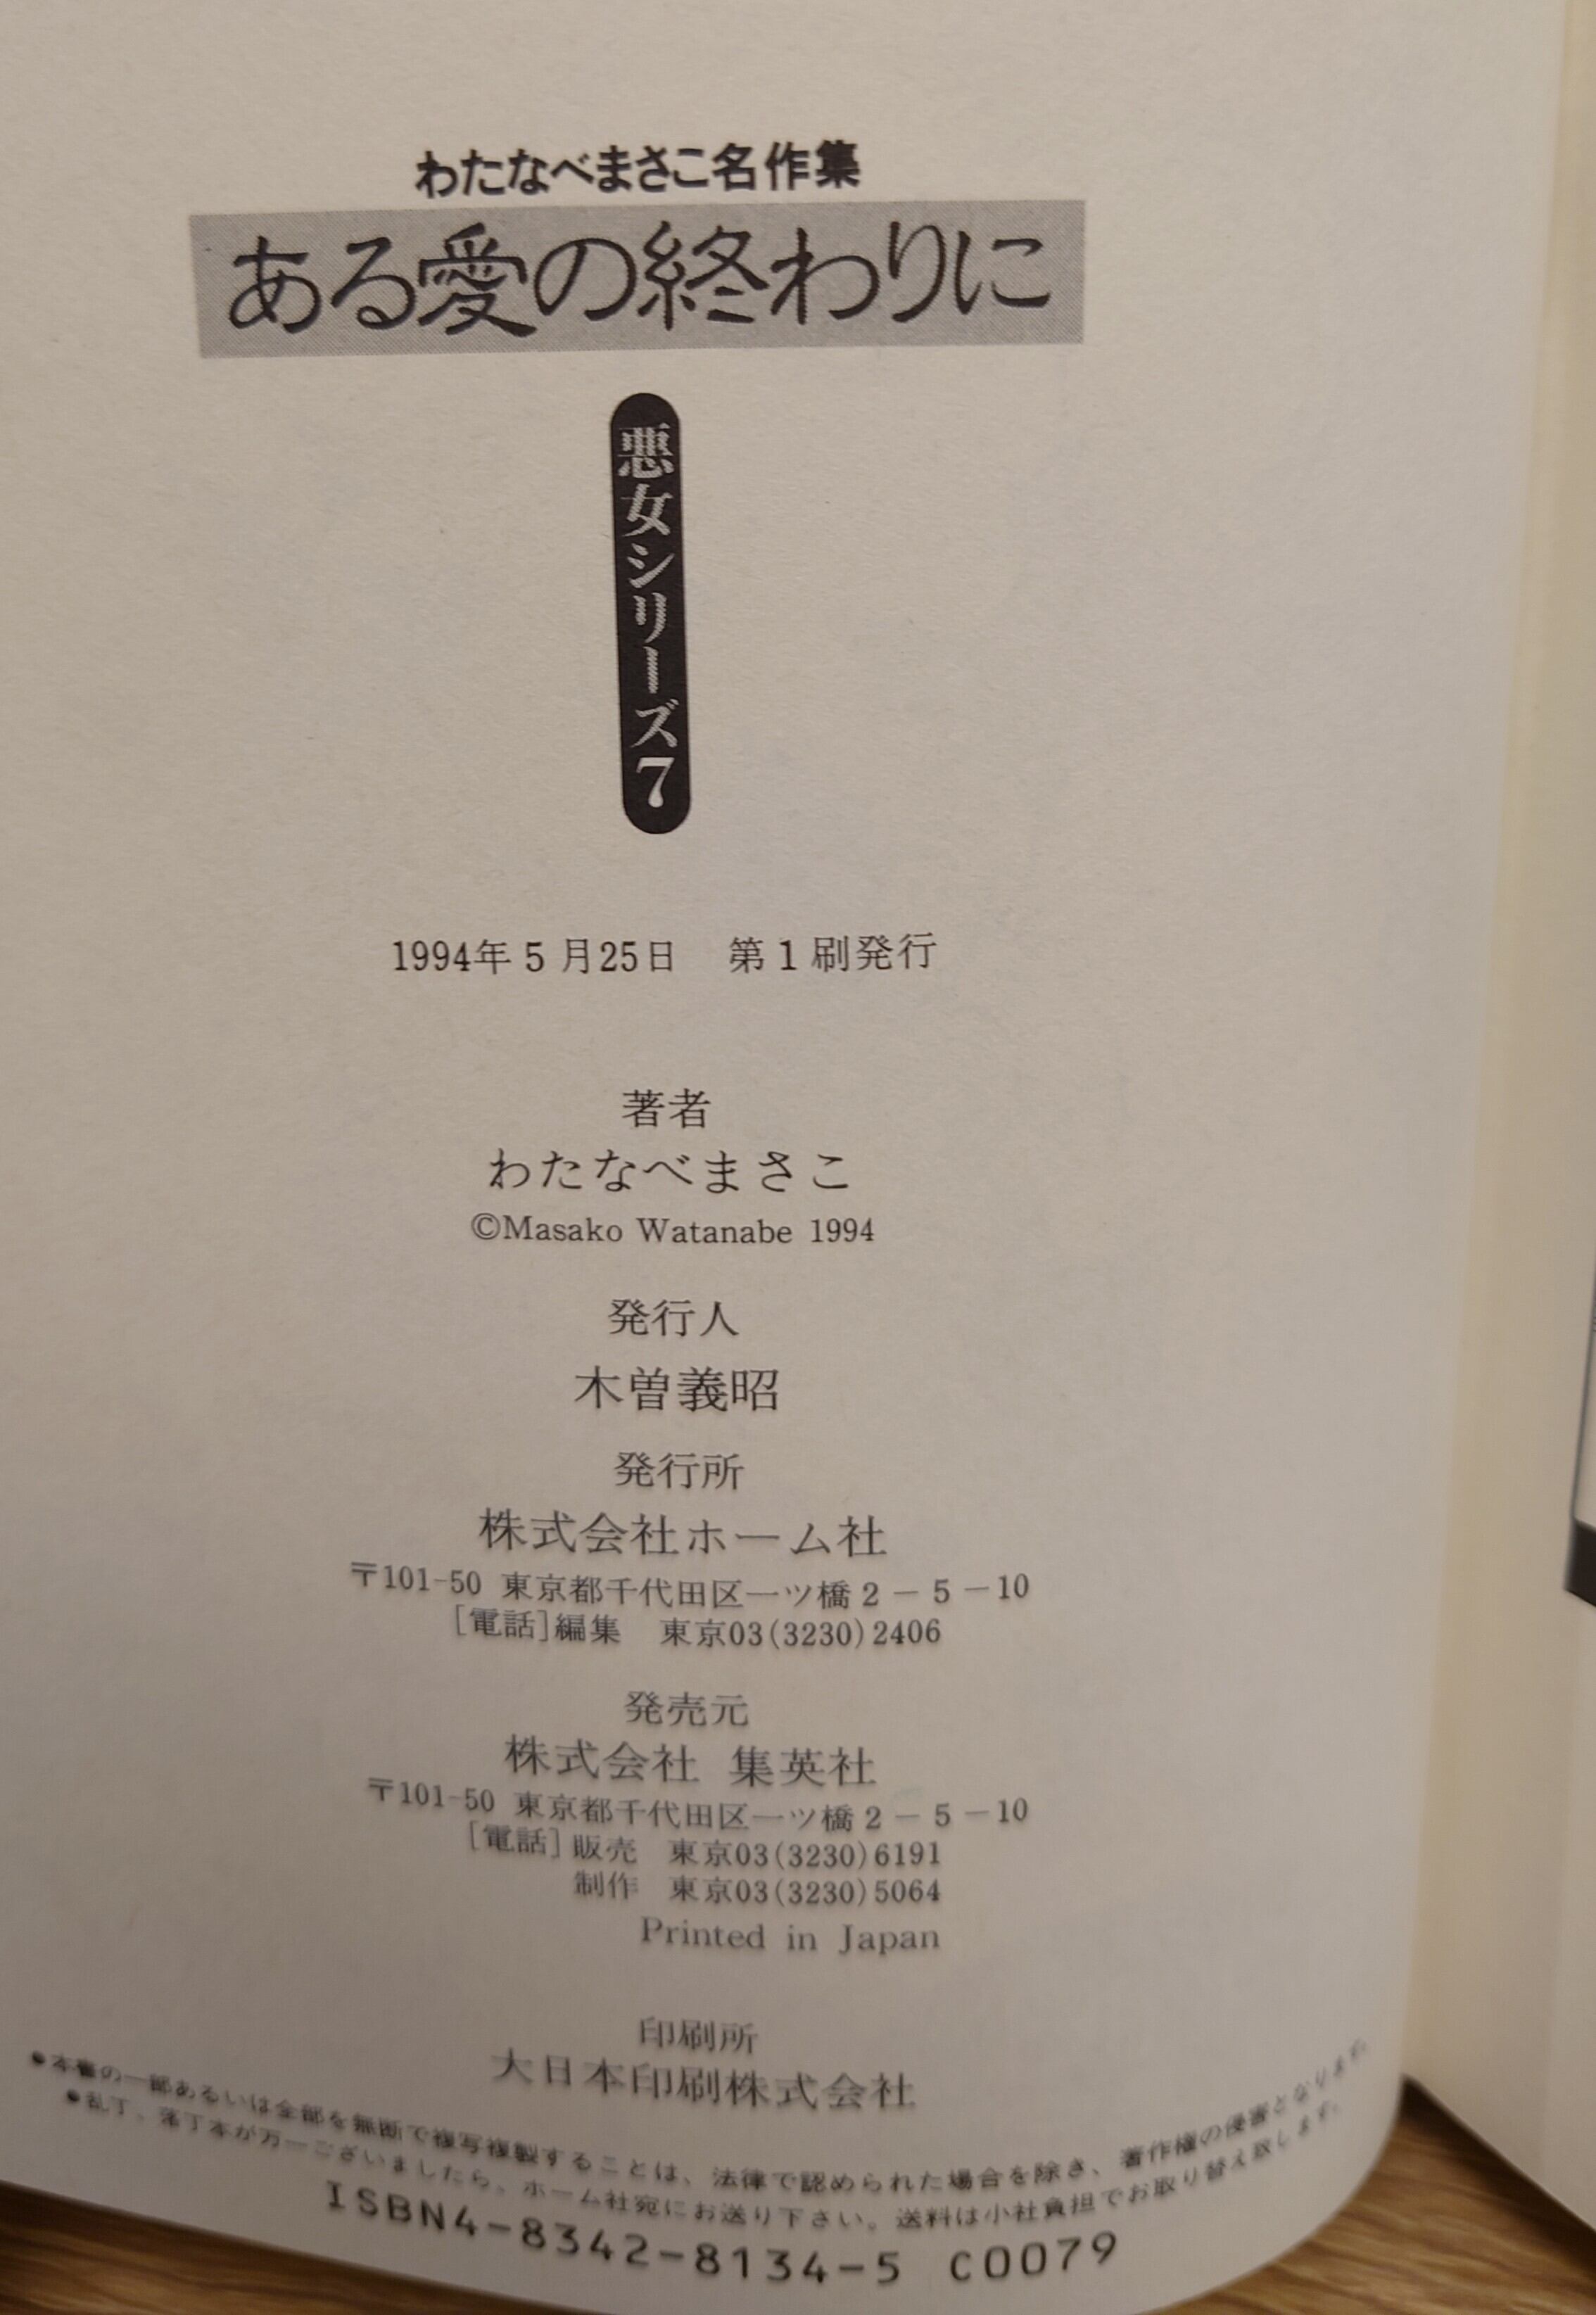 わたなべまさこ名作集
ある愛の終わりに
悪女シリーズ7
1994年5月25日　第1刷発行
著者
わたなべまさこ
©Masako Watanabe 1994
発行人
木曽義昭
発行所
株式会社ホーム社
〒101-50 東京都千代田区一ツ橋2－5－10
[電話]編集　東京03(3230)2406
発売元
株式会社 集英社
〒101-50 東京都千代田区一ツ橋2－5－10
[電話]販売　東京03(3230)6191
制作　東京03(3230)5064
Printed in Japan
印刷所
大日本印刷株式会社
●本書の一部あるいは全部を無断で複写複製することは、法律で認められた場合を除き、著作権の侵害となります。
●乱丁、落丁本が万一ございましたら、ホーム社宛にお送り下さい。送料は小社負担でお取り替え致します。
ISBN4-8342-8134-5 C0079